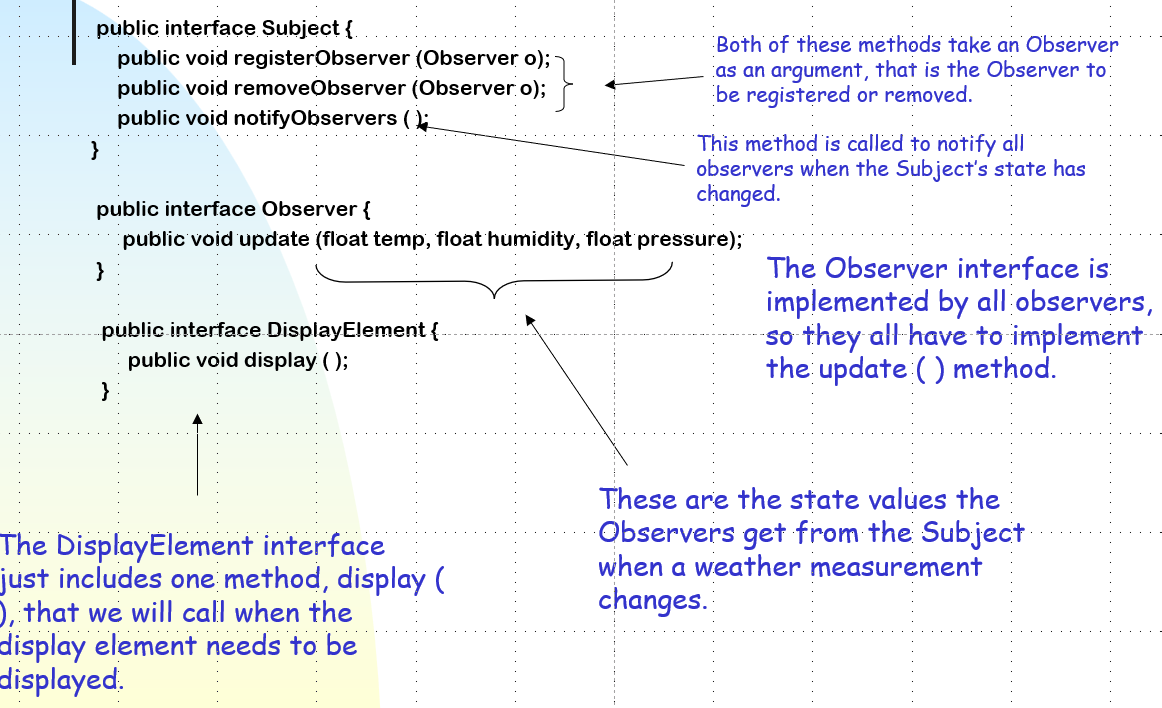 public interface Subject {
public void registerObserver (Observer o);
public void removeObserver (Observer o);
public void notifyObservers ( );
}
Both of these methods take an Observer
as an argument, that is the Observer to
be registered or removed.
This method is called to notify all
observers when the Subject's state has
changed.
public interface Observer {
public void update (float temp, float humidity, float pressure);
}
The Observer interface is
implemented by all observers,
so they all have to implement
the update ( ) method.
public interface DisplayElement {
public void display ( );
}
These are the state values the
Observers get from the Subject
when a weather measurement
changes.
The DisplayElement interface
just includes one method, display (
), that we will call when the
display element needs to be
displayed.